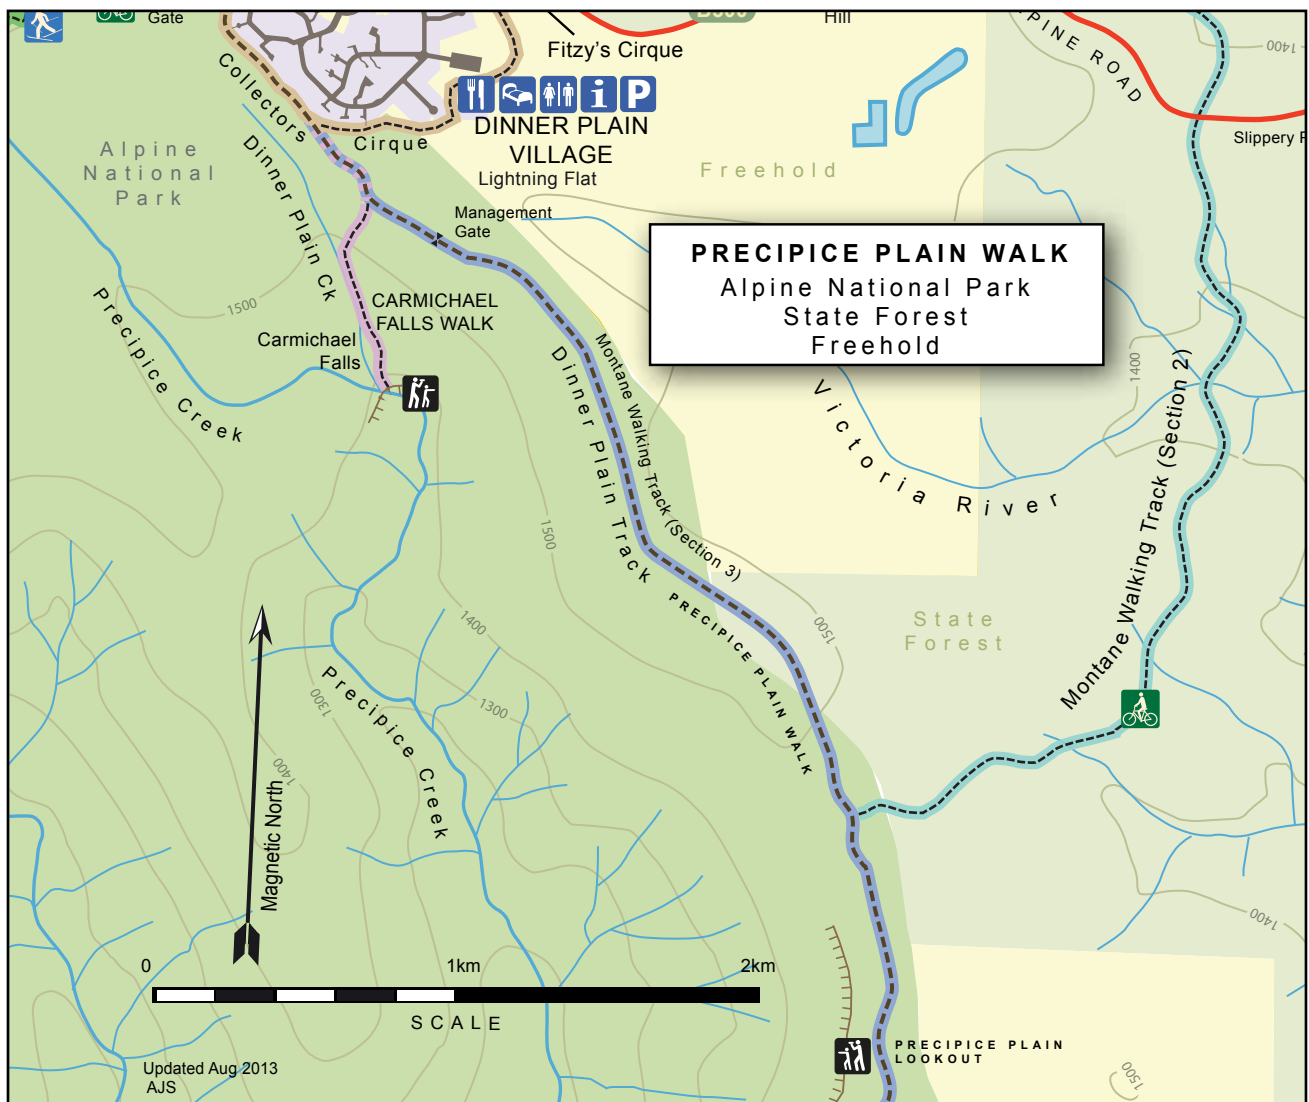 Gate
B500
Hill
Fitzy's Cirque
PINE ROAD
1400
Slippery
Collectors
Cirque
DINNER PLAIN
VILLAGE
Lightning Flat
Alpine
National
Park
Dinner Plain Ck
Freehold
Management
Gate
PRECIPICE PLAIN WALK
Alpine National Park
State Forest
Freehold
1500
CARMICHAEL
FALLS WALK
Carmichael
Falls
Precipice Creek
Montane Walking Track (Section 3)
Dinner Plain Track
Victoria River
1400
Montane Walking Track (Section 2)
1500
PRECIPICE PLAIN WALK
1500
State
Forest
1400
1300
1300
1400
Precipice Creek
Magnetic North
1400
0
1km
2km
SCALE
PRECIPICE PLAIN
LOOKOUT
1500
Updated Aug 2013
AJS